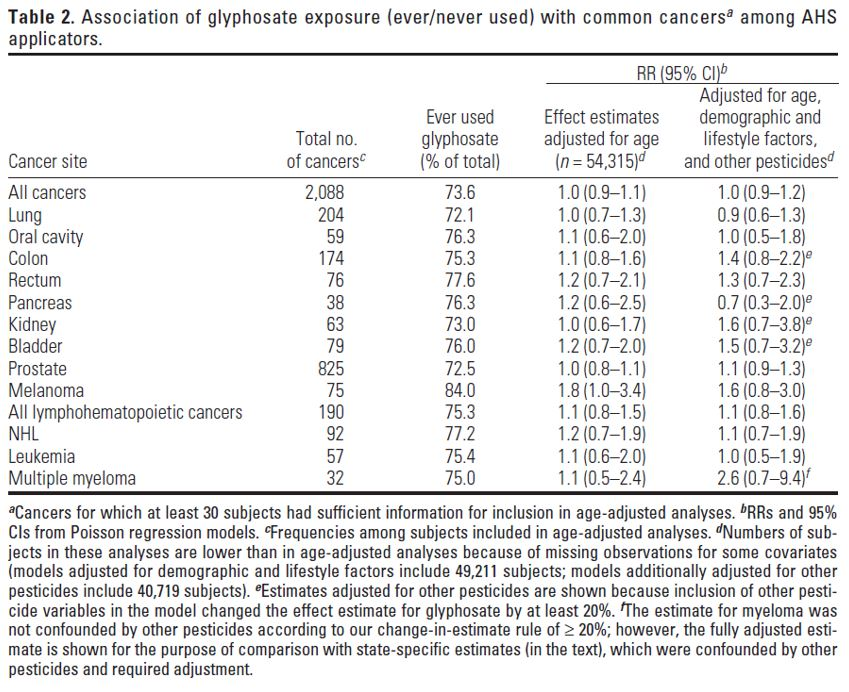 Table 2. Association of glyphosate exposure (ever/never used) with common cancersᵃ among AHS
applicators.
RR (95% CI)ᵇ
Adjusted for age,
Ever used Effect estimates demographic and
Total no. glyphosate adjusted for age lifestyle factors,
Cancer site of cancersᶜ (% of total) (n = 54,315)ᵈ and other pesticidesᵈ
All cancers 2,088 73.6 1.0 (0.9–1.1) 1.0 (0.9–1.2)
Lung 204 72.1 1.0 (0.7–1.3) 0.9 (0.6–1.3)
Oral cavity 59 76.3 1.1 (0.6–2.0) 1.0 (0.5–1.8)
Colon 174 75.3 1.1 (0.8–1.6) 1.4 (0.8–2.2)ᵉ
Rectum 76 77.6 1.2 (0.7–2.1) 1.3 (0.7–2.3)
Pancreas 38 76.3 1.2 (0.6–2.5) 0.7 (0.3–2.0)ᵉ
Kidney 63 73.0 1.0 (0.6–1.7) 1.6 (0.7–3.8)ᵉ
Bladder 79 76.0 1.2 (0.7–2.0) 1.5 (0.7–3.2)ᵉ
Prostate 825 72.5 1.0 (0.8–1.1) 1.1 (0.9–1.3)
Melanoma 75 84.0 1.8 (1.0–3.4) 1.6 (0.8–3.0)
All lymphohematopoietic cancers 190 75.3 1.1 (0.8–1.5) 1.1 (0.8–1.6)
NHL 92 77.2 1.2 (0.7–1.9) 1.1 (0.7–1.9)
Leukemia 57 75.4 1.1 (0.6–2.0) 1.0 (0.5–1.9)
Multiple myeloma 32 75.0 1.1 (0.5–2.4) 2.6 (0.7–9.4)ᶠ
ᵃCancers for which at least 30 subjects had sufficient information for inclusion in age-adjusted analyses. ᵇRRs and 95%
CIs from Poisson regression models. ᶜFrequencies among subjects included in age-adjusted analyses. ᵈNumbers of sub-
jects in these analyses are lower than in age-adjusted analyses because of missing observations for some covariates
(models adjusted for demographic and lifestyle factors include 49,211 subjects; models additionally adjusted for other
pesticides include 40,719 subjects). ᵉEstimates adjusted for other pesticides are shown because inclusion of other pesti-
cide variables in the model changed the effect estimate for glyphosate by at least 20%. ᶠThe estimate for myeloma was
not confounded by other pesticides according to our change-in-estimate rule of ≥ 20%; however, the fully adjusted esti-
mate is shown for the purpose of comparison with state-specific estimates (in the text), which were confounded by other
pesticides and required adjustment.